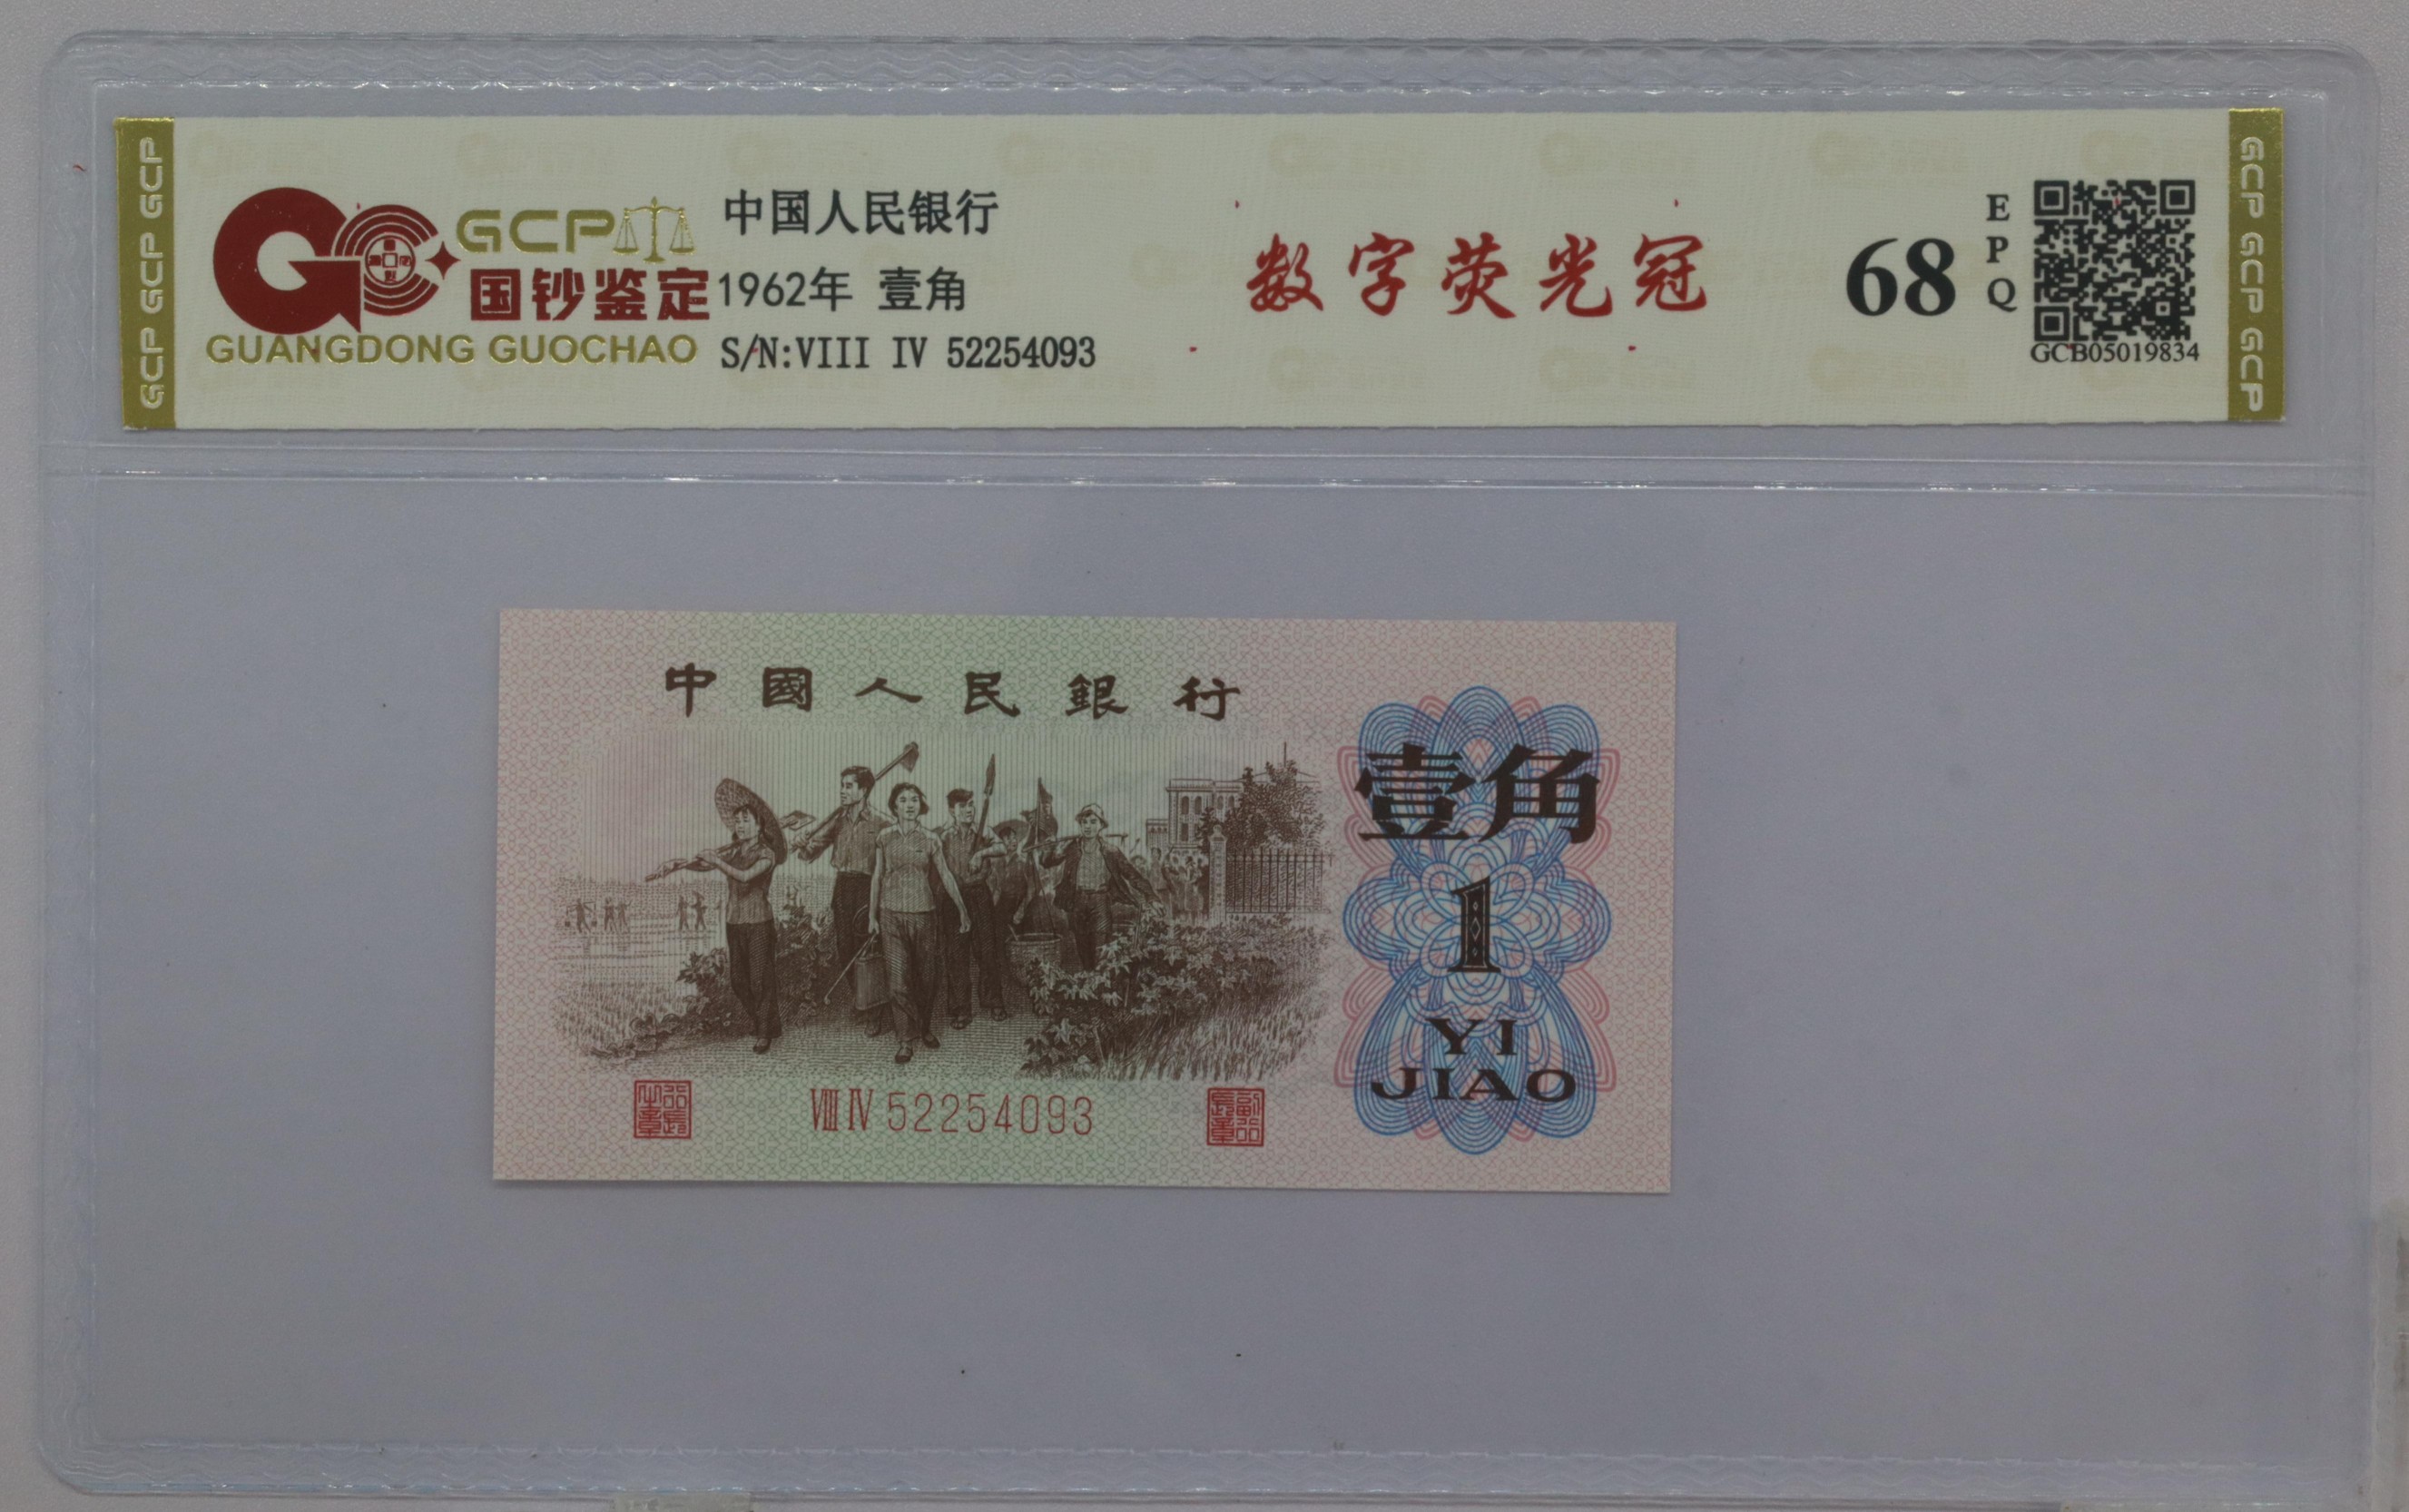 GCP GCP GCP
GCP
国钞鉴定
GUANGDONG GUOCHAO
中国人民银行
1962年 壹角
S/N:VIII IV 52254093
数字荧光冠
68
E
P
Q
GCB05019834
GCP GCP GCP
中國人民銀行
壹角
1
YI
JIAO
VIII IV 52254093